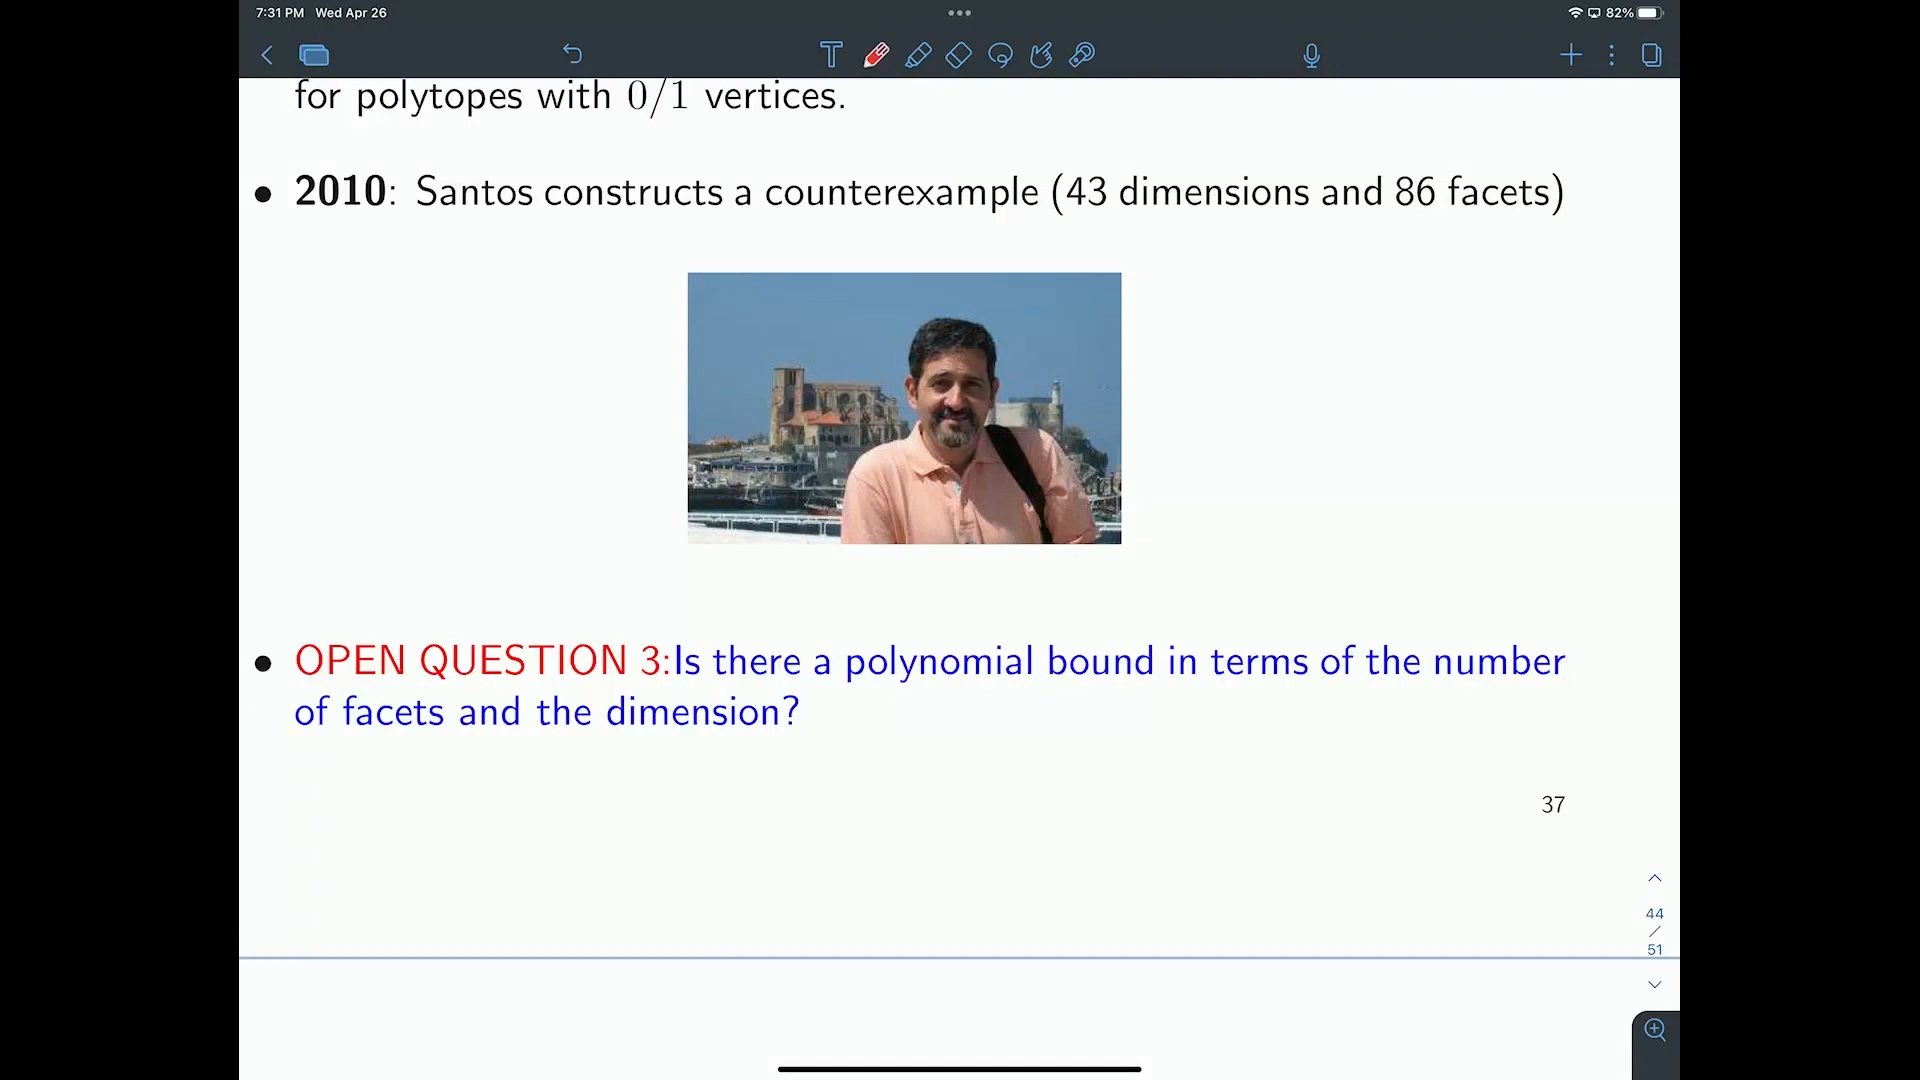 7:31 PM Wed Apr 26
82%
for polytopes with 0/1 vertices.
• 2010: Santos constructs a counterexample (43 dimensions and 86 facets)
• OPEN QUESTION 3:Is there a polynomial bound in terms of the number
of facets and the dimension?
37
44
/
51